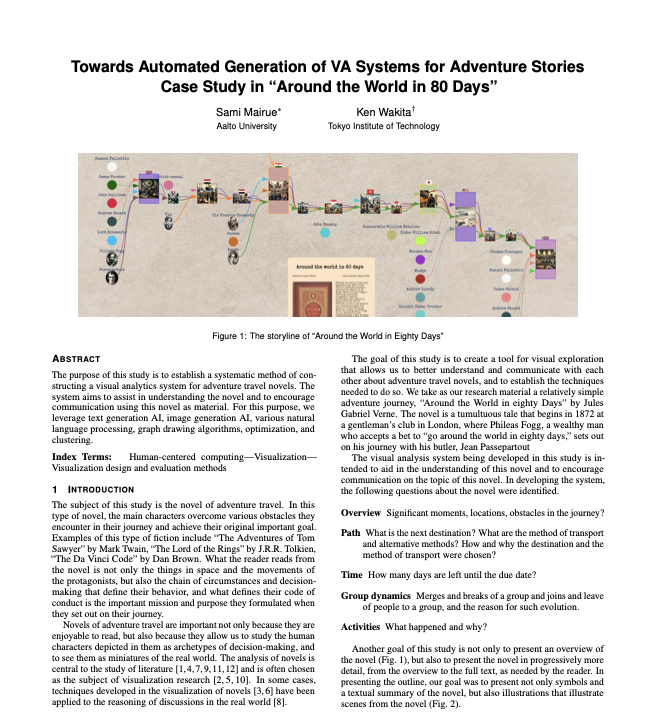 Towards Automated Generation of VA Systems for Adventure Stories
Case Study in “Around the World in 80 Days”
Sami Mairue*
Aalto University
Ken Wakita†
Tokyo Institute of Technology
Around the world in 80 days
Figure 1: The storyline of “Around the World in Eighty Days”
ABSTRACT
The purpose of this study is to establish a systematic method of con-
structing a visual analytics system for adventure travel novels. The
system aims to assist in understanding the novel and to encourage
communication using this novel as material. For this purpose, we
leverage text generation AI, image generation AI, various natural
language processing, graph drawing algorithms, optimization, and
clustering.
Index Terms: Human-centered computing—Visualization—
Visualization design and evaluation methods
1 INTRODUCTION
The subject of this study is the novel of adventure travel. In this
type of novel, the main characters overcome various obstacles they
encounter in their journey and achieve their original important goal.
Examples of this type of fiction include “The Adventures of Tom
Sawyer” by Mark Twain, “The Lord of the Rings” by J.R.R. Tolkien,
“The Da Vinci Code” by Dan Brown. What the reader reads from
the novel is not only the things in space and the movements of
the protagonists, but also the chain of circumstances and decision-
making that define their behavior, and what defines their code of
conduct is the important mission and purpose they formulated when
they set out on their journey.
Novels of adventure travel are important not only because they are
enjoyable to read, but also because they allow us to study the human
characters depicted in them as archetypes of decision-making, and
to see them as miniatures of the real world. The analysis of novels is
central to the study of literature [1,4,7,9,11,12] and is often chosen
as the subject of visualization research [2, 5, 10]. In some cases,
techniques developed in the visualization of novels [3,6] have been
applied to the reasoning of discussions in the real world [8].
The goal of this study is to create a tool for visual exploration
that allows us to better understand and communicate with each
other about adventure travel novels, and to establish the techniques
needed to do so. We take as our research material a relatively simple
adventure journey, “Around the World in eighty Days” by Jules
Gabriel Verne. The novel is a tumultuous tale that begins in 1872 at
a gentleman’s club in London, where Phileas Fogg, a wealthy man
who accepts a bet to “go around the world in eighty days,” sets out
on his journey with his butler, Jean Passepartout
The visual analysis system being developed in this study is in-
tended to aid in the understanding of this novel and to encourage
communication on the topic of this novel. In developing the system,
the following questions about the novel were identified.
Overview Significant moments, locations, obstacles in the journey?
Path What is the next destination? What are the method of transport
and alternative methods? How and why the destination and the
method of transport were chosen?
Time How many days are left until the due date?
Group dynamics Merges and breaks of a group and joins and leave
of people to a group, and the reason for such evolution.
Activities What happened and why?
Another goal of this study is not only to present an overview of
the novel (Fig. 1), but also to present the novel in progressively more
detail, from the overview to the full text, as needed by the reader. In
presenting the outline, our goal was to present not only symbols and
a textual summary of the novel, but also illustrations that illustrate
scenes from the novel (Fig. 2).